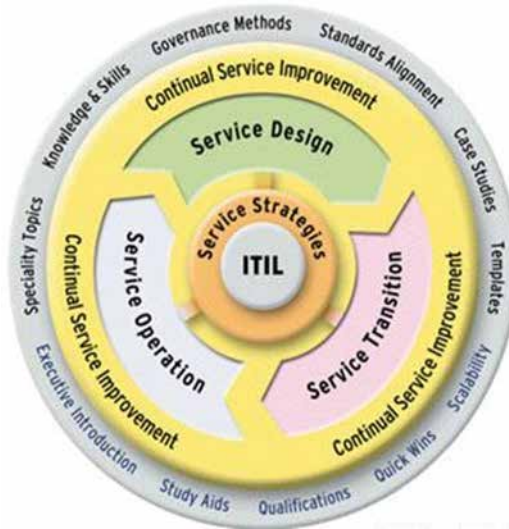 Governance Methods
Standards Alignment
Knowledge & Skills
Case Studies
Speciality Topics
Templates
Executive Introduction
Scalability
Study Aids
Qualifications
Quick Wins
Continual Service Improvement
Service Design
Service Strategies
ITIL
Service Operation
Service Transition
Continual Service Improvement
Continual Service Improvement